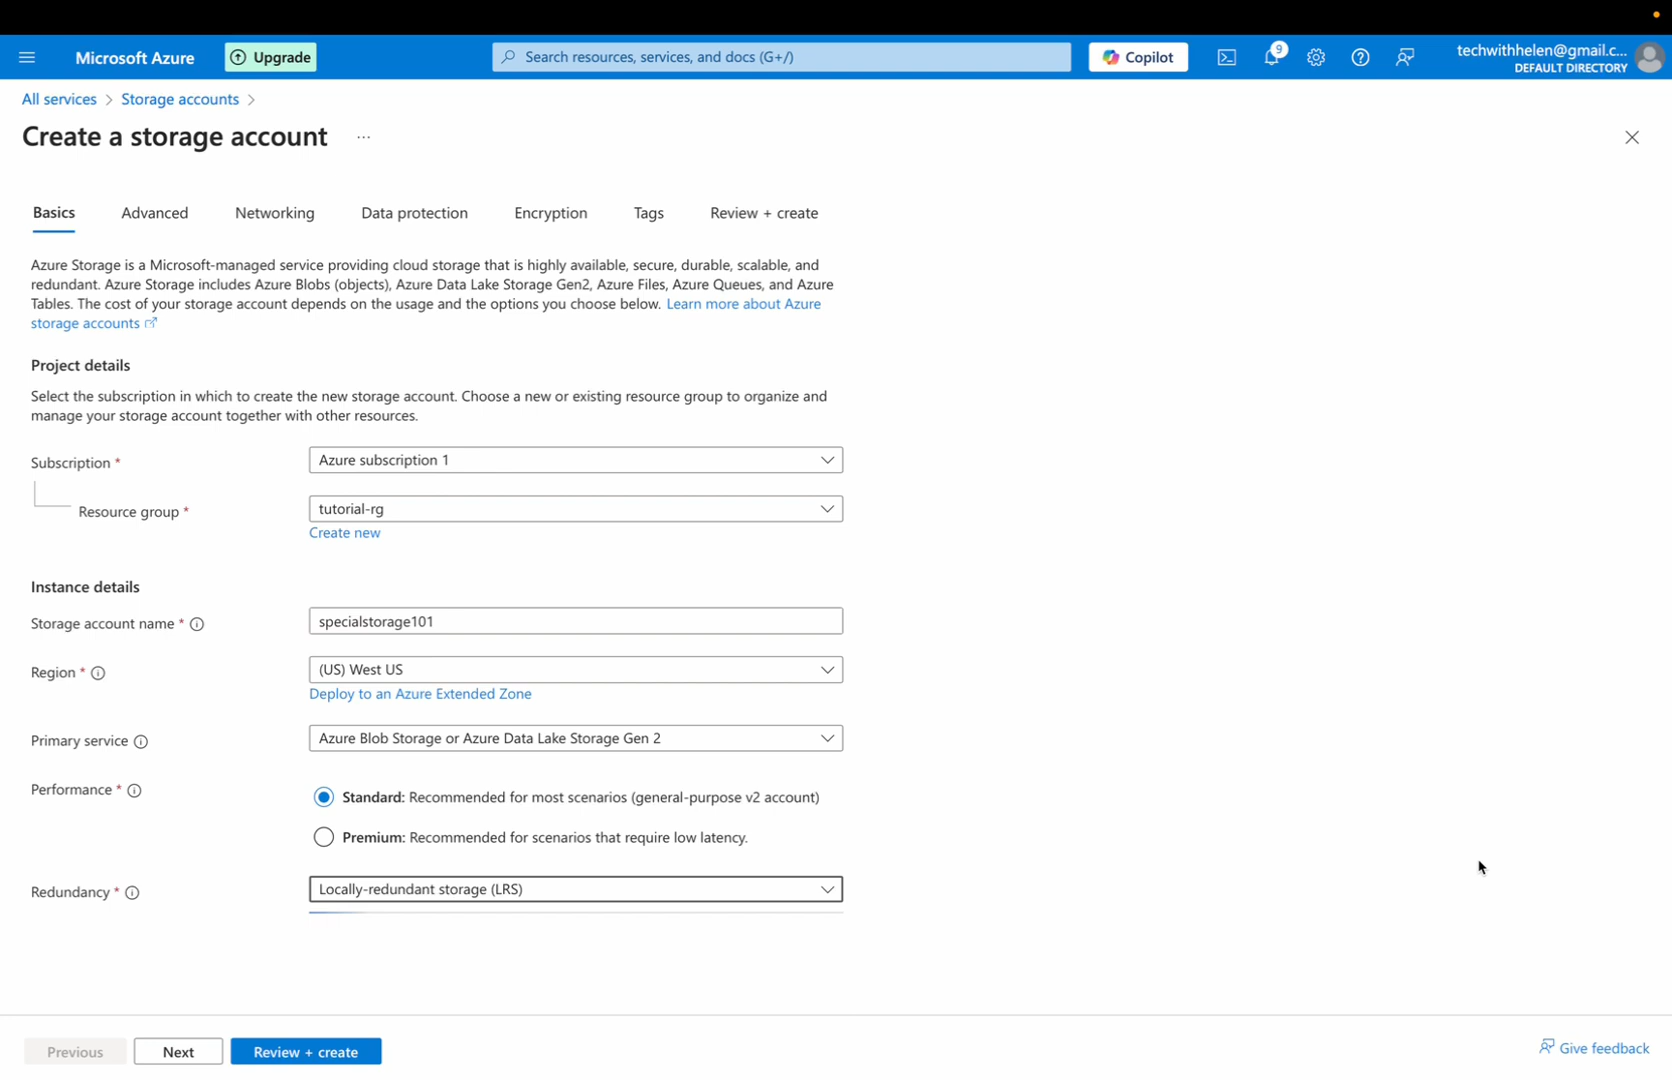 Microsoft Azure
Upgrade
Search resources, services, and docs (G+/)
Copilot
9
techwithhelen@gmail.c...
DEFAULT DIRECTORY
All services > Storage accounts >
Create a storage account ...
Basics
Advanced
Networking
Data protection
Encryption
Tags
Review + create
Azure Storage is a Microsoft-managed service providing cloud storage that is highly available, secure, durable, scalable, and
redundant. Azure Storage includes Azure Blobs (objects), Azure Data Lake Storage Gen2, Azure Files, Azure Queues, and Azure
Tables. The cost of your storage account depends on the usage and the options you choose below. Learn more about Azure
storage accounts
Project details
Select the subscription in which to create the new storage account. Choose a new or existing resource group to organize and
manage your storage account together with other resources.
Subscription *
Azure subscription 1
Resource group *
tutorial-rg
Create new
Instance details
Storage account name *
specialstorage101
Region *
(US) West US
Deploy to an Azure Extended Zone
Primary service
Azure Blob Storage or Azure Data Lake Storage Gen 2
Performance *
Standard: Recommended for most scenarios (general-purpose v2 account)
Premium: Recommended for scenarios that require low latency.
Redundancy *
Locally-redundant storage (LRS)
Previous
Next
Review + create
Give feedback